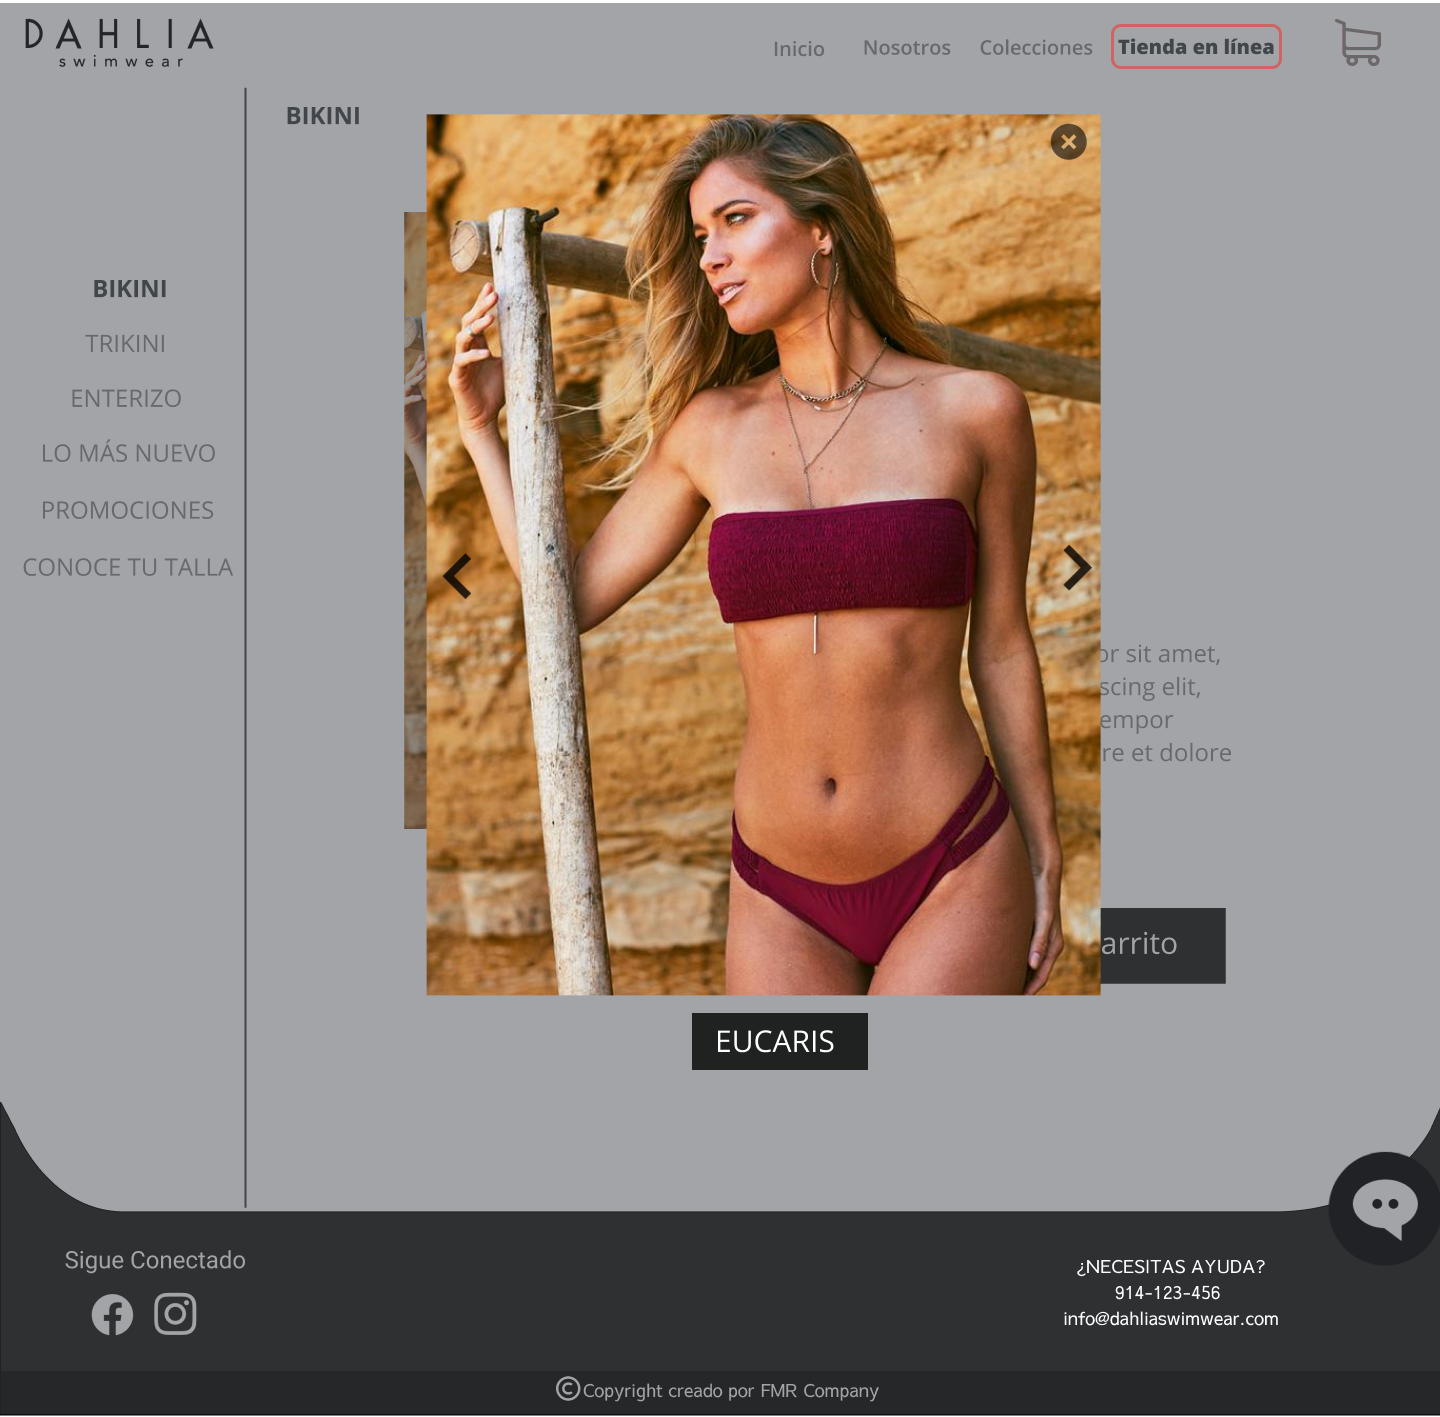 DAHLIA
swimwear
Inicio
Nosotros
Colecciones
Tienda en línea
BIKINI
BIKINI
TRIKINI
ENTERIZO
LO MÁS NUEVO
PROMOCIONES
CONOCE TU TALLA
or sit amet,
scing elit,
empor
re et dolore
arrito
EUCARIS
Sigue Conectado
¿NECESITAS AYUDA?
914-123-456
info@dahliaswimwear.com
©Copyright creado por FMR Company